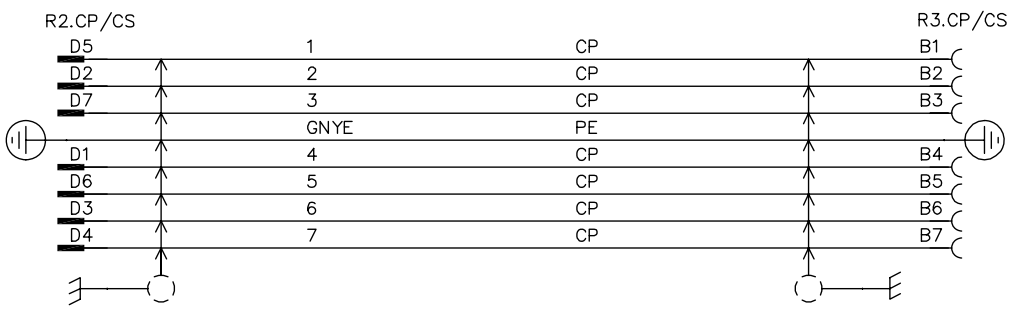 R2.CP/CS R3.CP/CS
D5 1 CP B1
D2 2 CP B2
D7 3 CP B3
GNYE PE
D1 4 CP B4
D6 5 CP B5
D3 6 CP B6
D4 7 CP B7